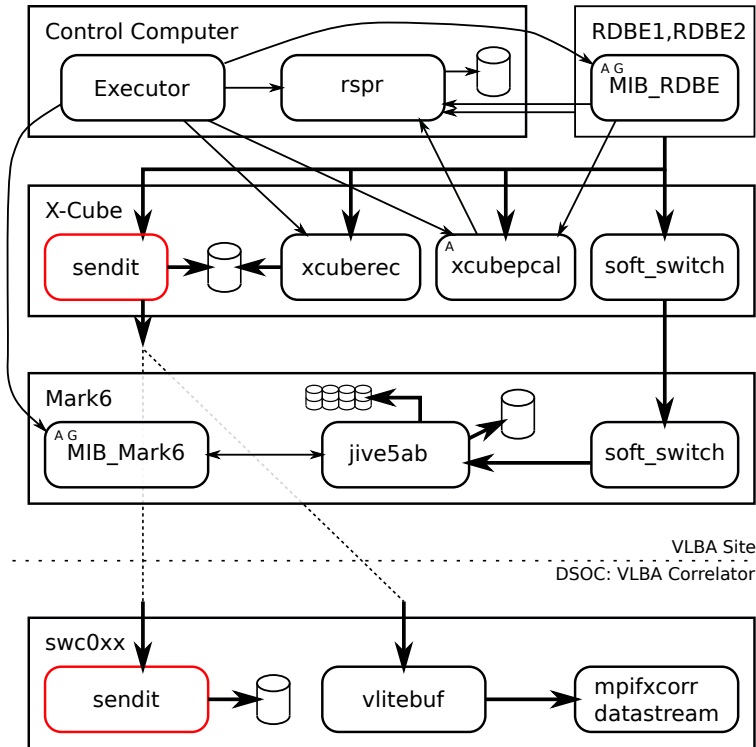 Control Computer
RDBE1,RDBE2
Executor
rspr
A G
MIB_RDBE
X-Cube
sendit
xcuberec
A
xcubepcal
soft_switch
Mark6
A G
MIB_Mark6
jive5ab
soft_switch
VLBA Site
DSOC: VLBA Correlator
swc0xx
sendit
vlitebuf
mpifxcorr
datastream